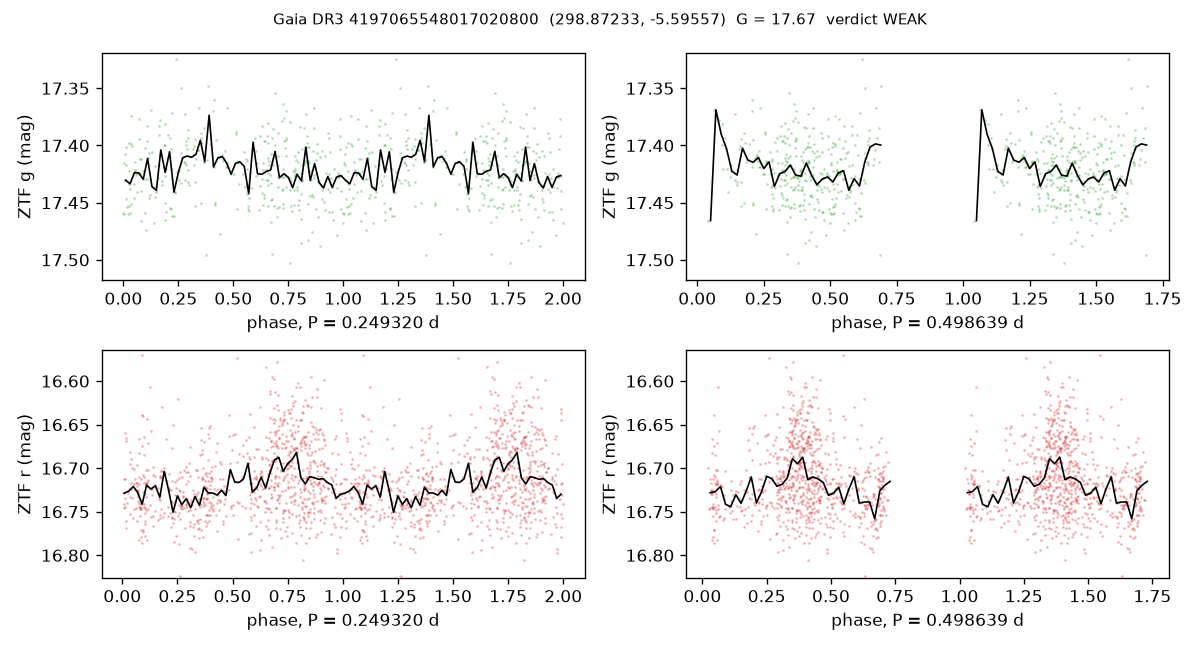 Gaia DR3 4197065548017020800  (298.87233, -5.59557)  G = 17.67  verdict WEAK
ZTF g (mag)
17.35
17.40
17.45
17.50
0.00 0.25 0.50 0.75 1.00 1.25 1.50 1.75 2.00
phase, P = 0.249320 d
ZTF g (mag)
17.35
17.40
17.45
17.50
0.00 0.25 0.50 0.75 1.00 1.25 1.50 1.75
phase, P = 0.498639 d
ZTF r (mag)
16.60
16.65
16.70
16.75
16.80
0.00 0.25 0.50 0.75 1.00 1.25 1.50 1.75 2.00
phase, P = 0.249320 d
ZTF r (mag)
16.60
16.65
16.70
16.75
16.80
0.00 0.25 0.50 0.75 1.00 1.25 1.50 1.75
phase, P = 0.498639 d